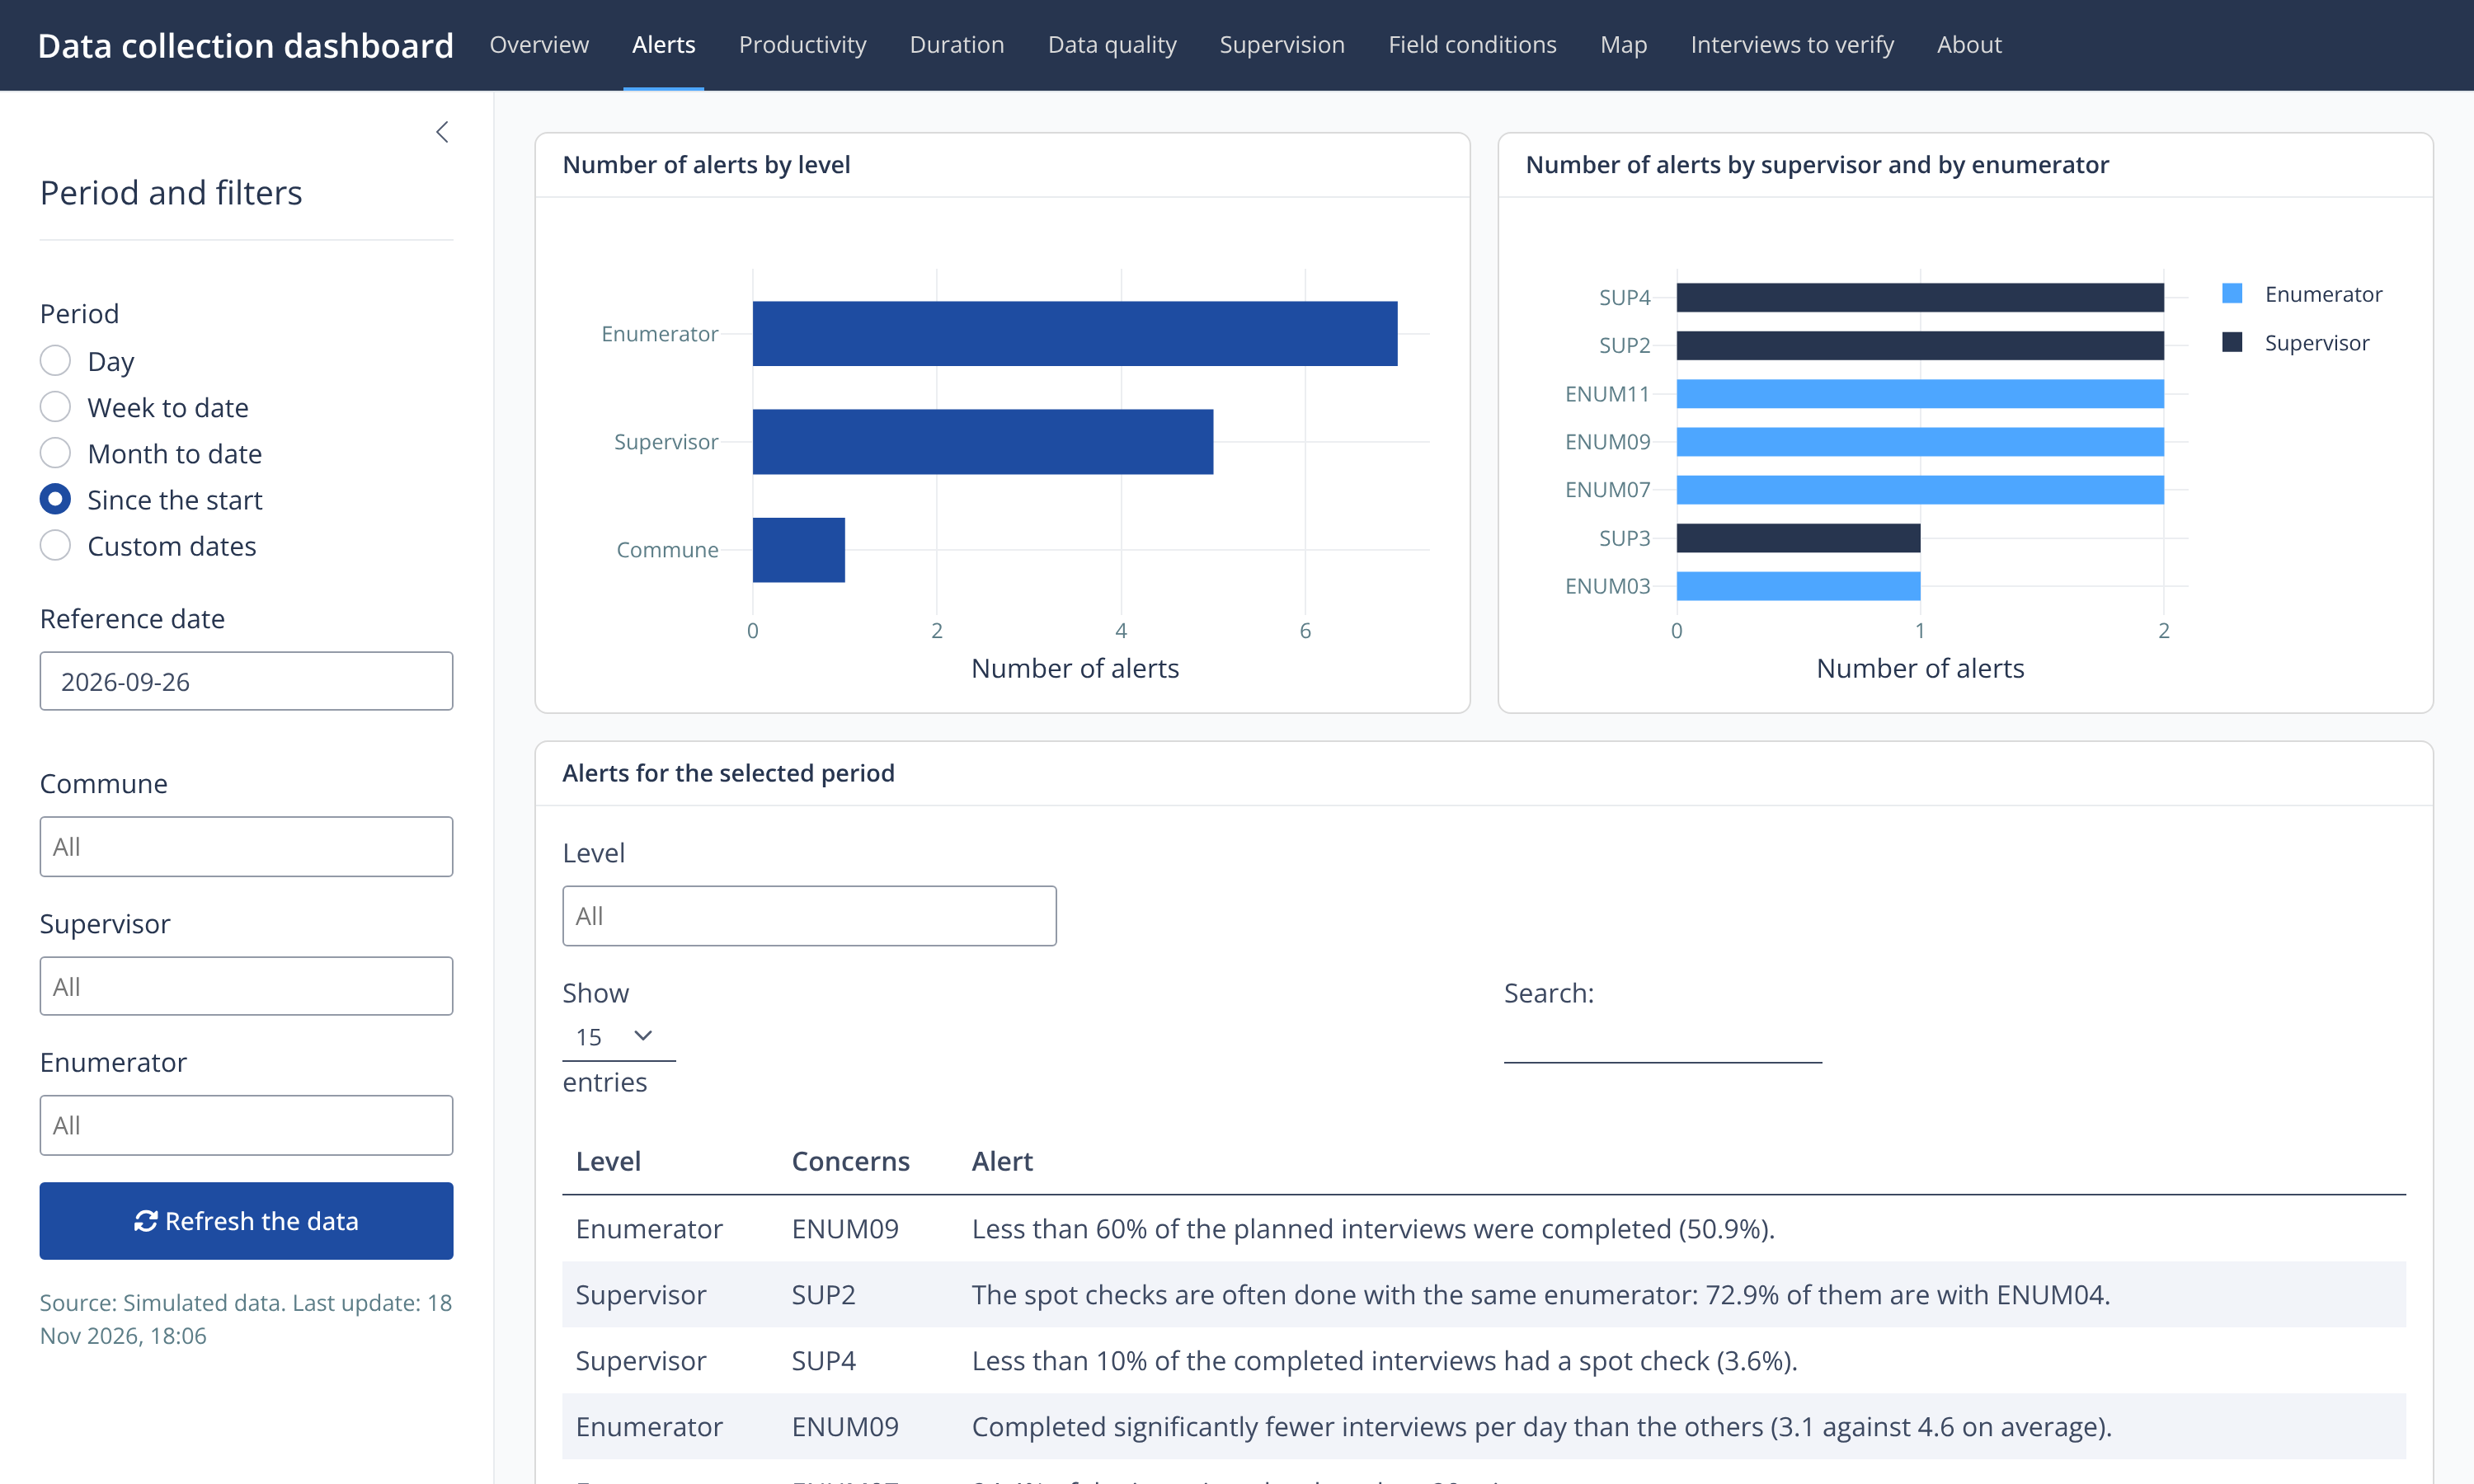 Data collection dashboard Overview Alerts Productivity Duration Data quality Supervision Field conditions Map Interviews to verify About
Period and filters
Period
Day
Week to date
Month to date
Since the start
Custom dates
Reference date
2026-09-26
Commune
All
Supervisor
All
Enumerator
All
Refresh the data
Source: Simulated data. Last update: 18
Nov 2026, 18:06
Number of alerts by level
Enumerator
Supervisor
Commune
0 2 4 6
Number of alerts
Number of alerts by supervisor and by enumerator
SUP4
SUP2
ENUM11
ENUM09
ENUM07
SUP3
ENUM03
0 1 2
Number of alerts
Enumerator
Supervisor
Alerts for the selected period
Level
All
Show
15
entries
Search:
Level Concerns Alert
Enumerator ENUM09 Less than 60% of the planned interviews were completed (50.9%).
Supervisor SUP2 The spot checks are often done with the same enumerator: 72.9% of them are with ENUM04.
Supervisor SUP4 Less than 10% of the completed interviews had a spot check (3.6%).
Enumerator ENUM09 Completed significantly fewer interviews per day than the others (3.1 against 4.6 on average).